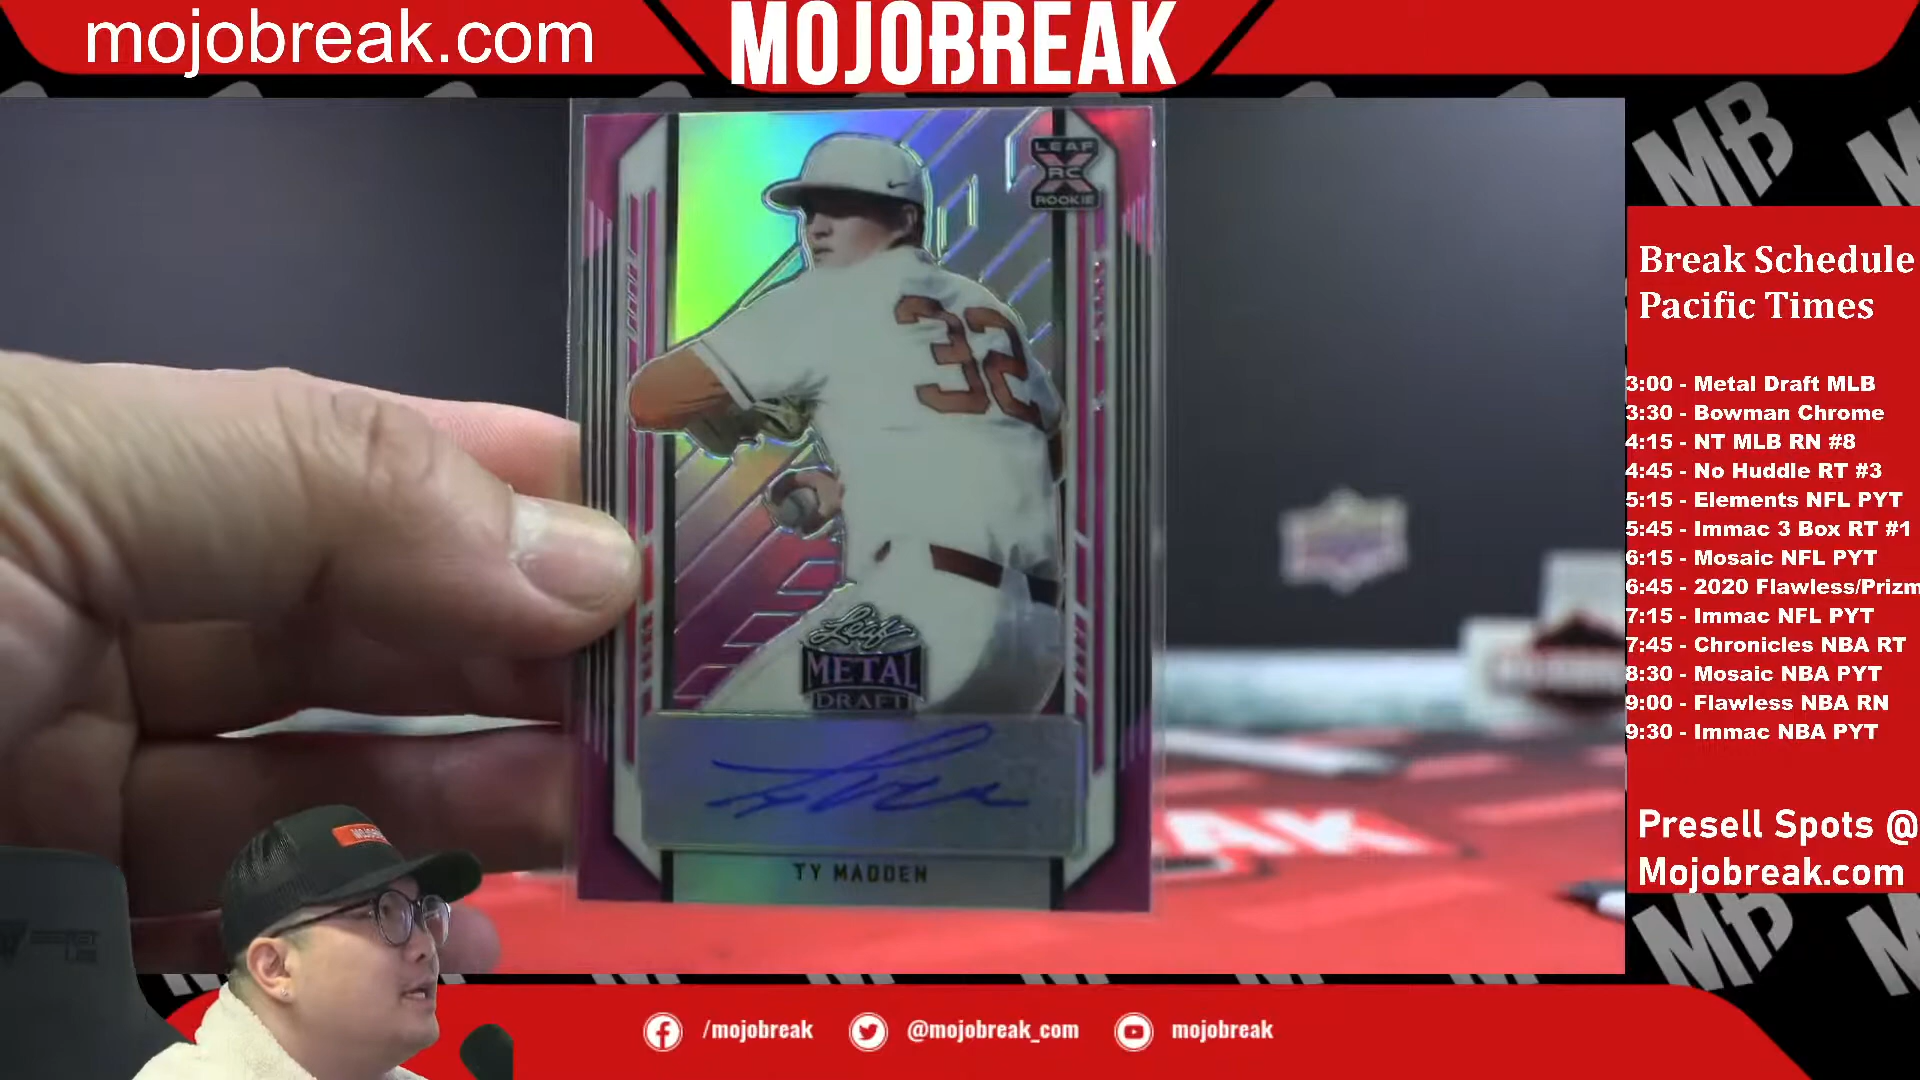 mojobreak.com
MOJOBREAK
LEAF
X
RC
ROOKIE
32
Leaf
METAL
DRAFT
TY MADDEN
Break Schedule
Pacific Times
3:00 - Metal Draft MLB
3:30 - Bowman Chrome
4:15 - NT MLB RN #8
4:45 - No Huddle RT #3
5:15 - Elements NFL PYT
5:45 - Immac 3 Box RT #1
6:15 - Mosaic NFL PYT
6:45 - 2020 Flawless/Prizm
7:15 - Immac NFL PYT
7:45 - Chronicles NBA RT
8:30 - Mosaic NBA PYT
9:00 - Flawless NBA RN
9:30 - Immac NBA PYT
Presell Spots @
Mojobreak.com
MB
MB
/mojobreak
@mojobreak_com
mojobreak